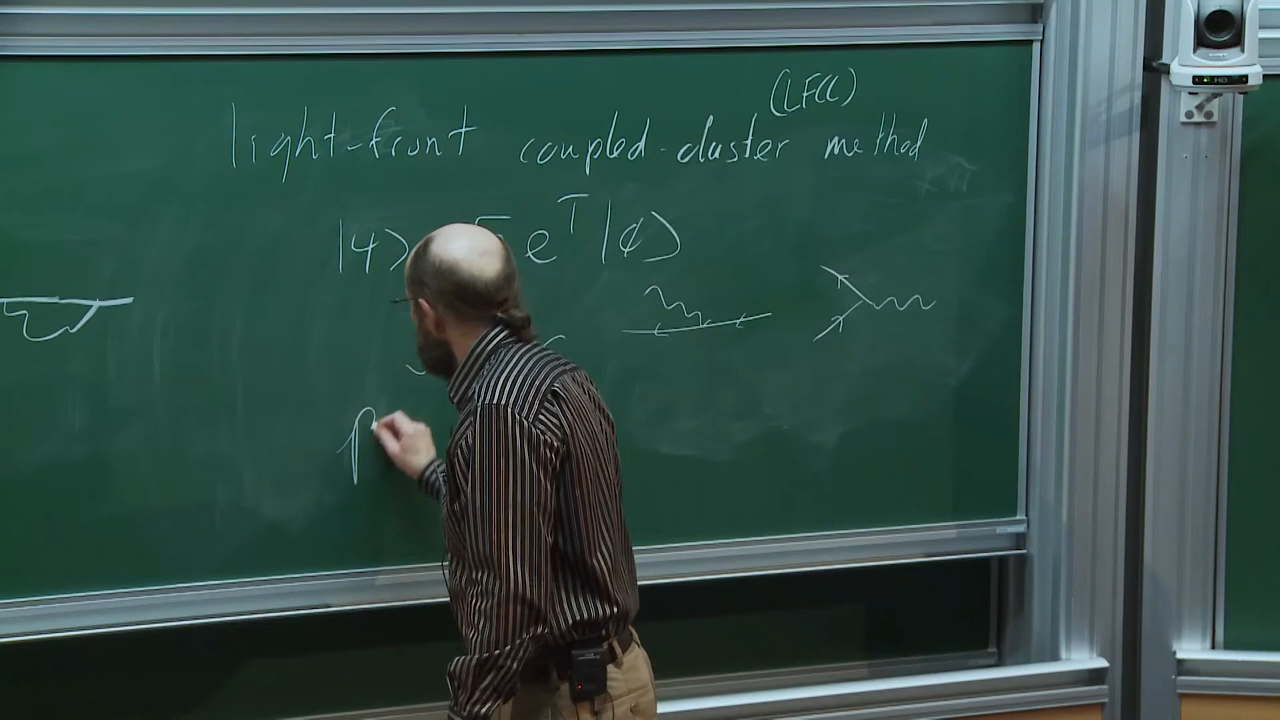 (LFCC)
light-front coupled-cluster method
|ψ> √ e^T |φ>
p